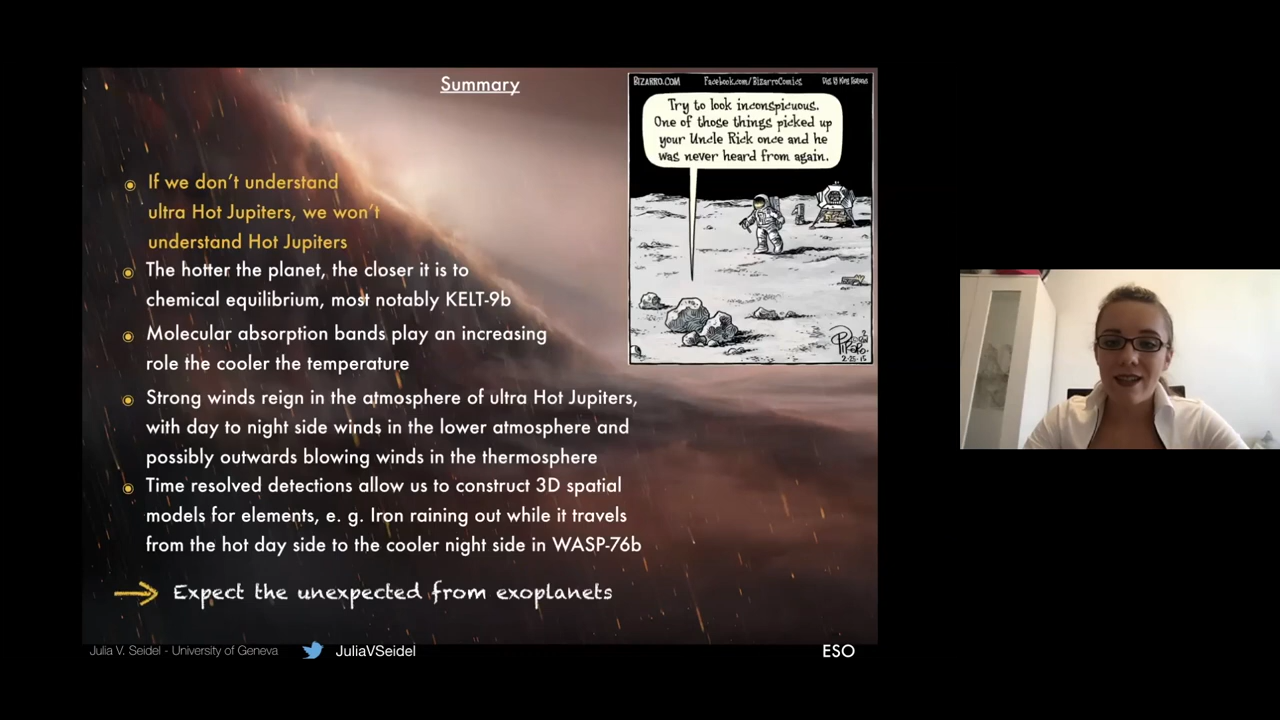 Summary
BIZARRO.COM Facebook.com/BizarroComics
Try to look inconspicuous.
One of those things picked up
your Uncle Rick once and he
was never heard from again.
If we don't understand
ultra Hot Jupiters, we won't
understand Hot Jupiters
The hotter the planet, the closer it is to
chemical equilibrium, most notably KELT-9b
Molecular absorption bands play an increasing
role the cooler the temperature
Strong winds reign in the atmosphere of ultra Hot Jupiters,
with day to night side winds in the lower atmosphere and
possibly outwards blowing winds in the thermosphere
Time resolved detections allow us to construct 3D spatial
models for elements, e. g. Iron raining out while it travels
from the hot day side to the cooler night side in WASP-76b
→ Expect the unexpected from exoplanets
Julia V. Seidel - University of Geneva JuliaVSeidel ESO